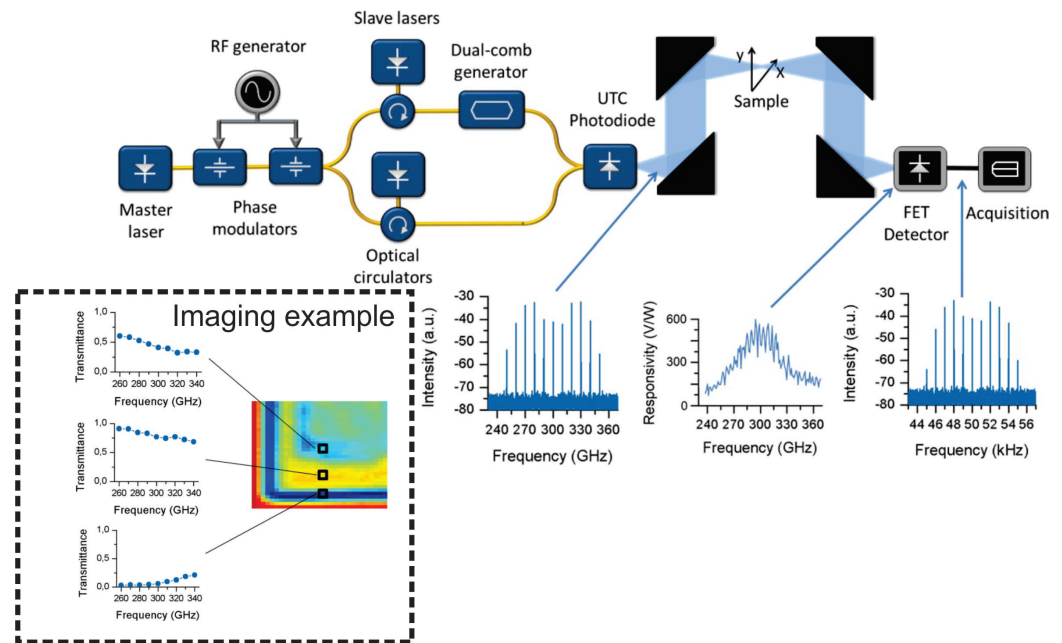 Slave lasers
RF generator
Dual-comb
generator
UTC
Photodiode
y
x
Sample
Master
laser
Phase
modulators
Optical
circulators
FET
Detector
Acquisition
Imaging example
Transmittance
1,0
0,5
0,0
260 280 300 320 340
Frequency (GHz)
Transmittance
1,0
0,5
0,0
260 280 300 320 340
Frequency (GHz)
Transmittance
1,0
0,5
0,0
260 280 300 320 340
Frequency (GHz)
Intensity (a.u.)
-30
-40
-50
-60
-70
-80
240 270 300 330 360
Frequency (GHz)
Responsivity (V/W)
600
450
300
150
0
240 270 300 330 360
Frequency (GHz)
Intensity (a.u.)
-30
-40
-50
-60
-70
-80
44 46 48 50 52 54 56
Frequency (kHz)